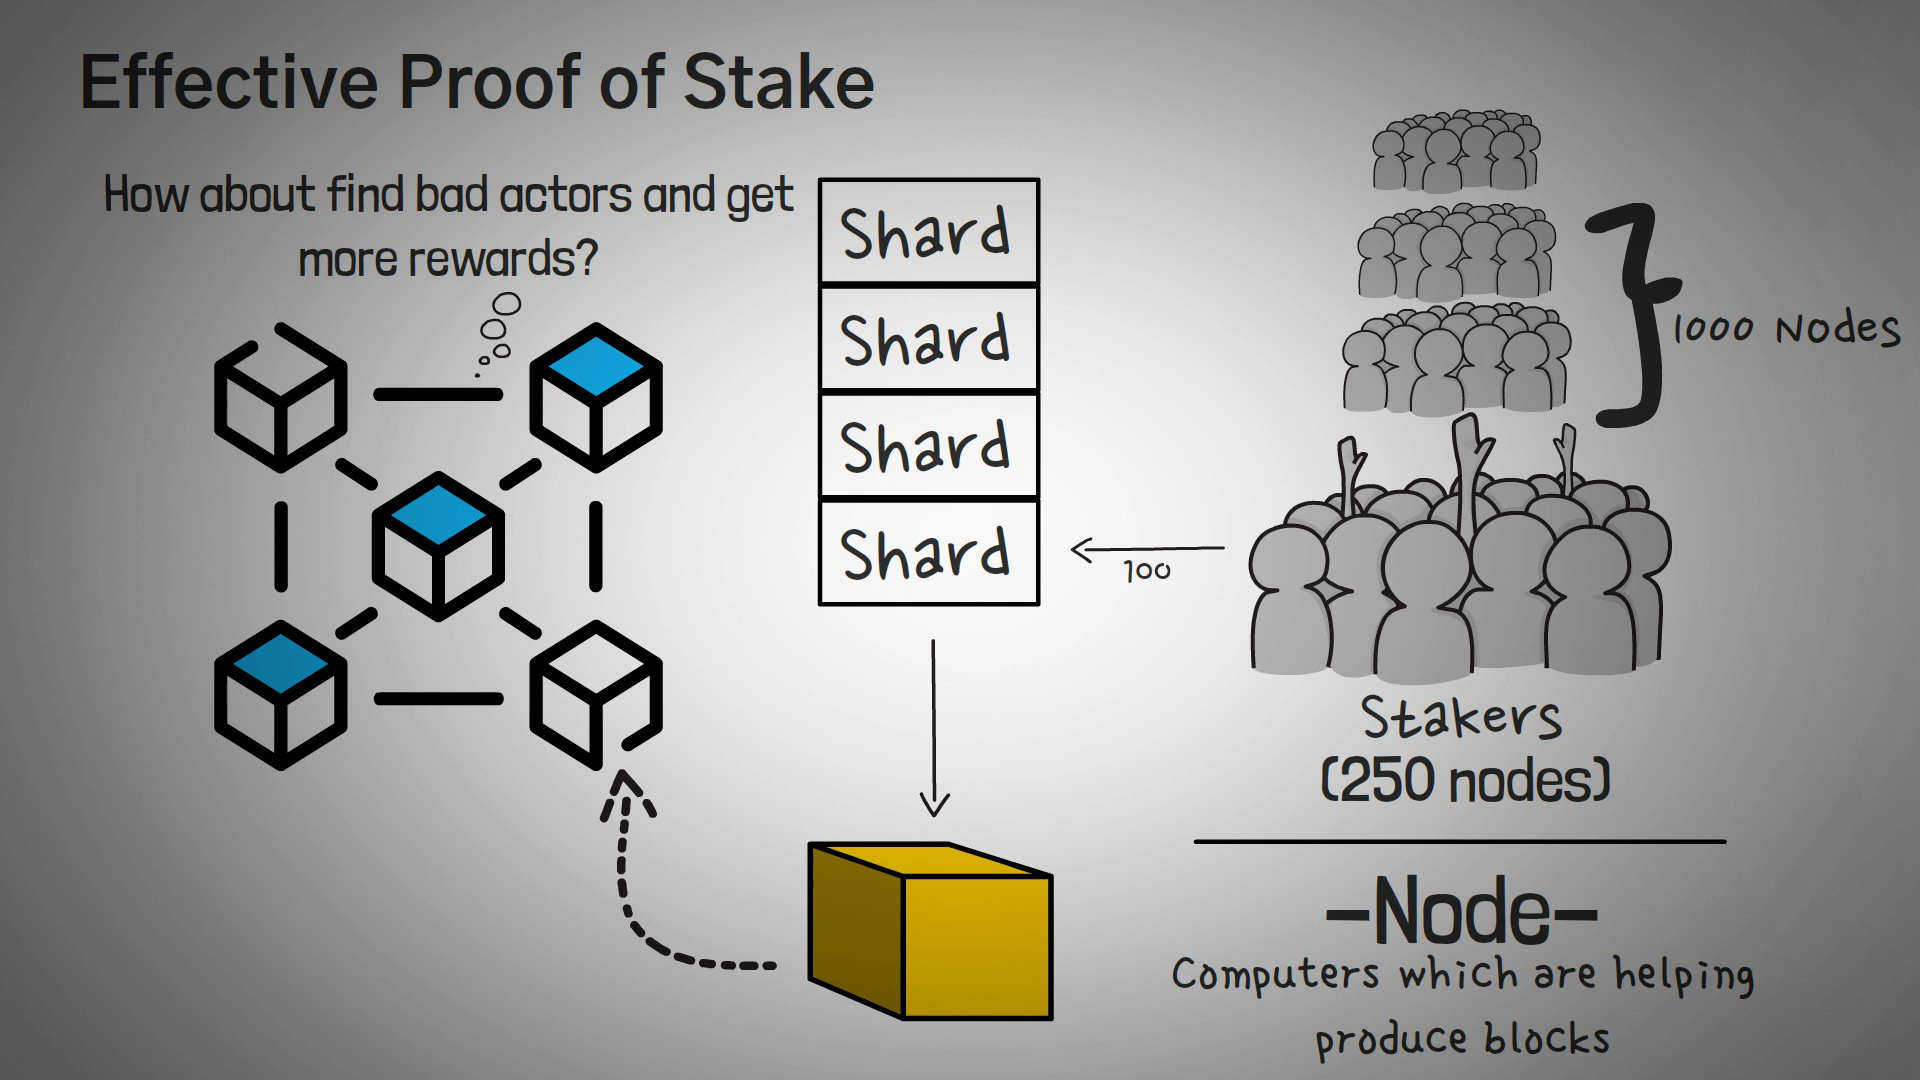 Effective Proof of Stake
How about find bad actors and get
more rewards?
Shard
Shard
Shard
Shard
100
1000 Nodes
Stakers
(250 nodes)
-Node-
Computers which are helping
produce blocks